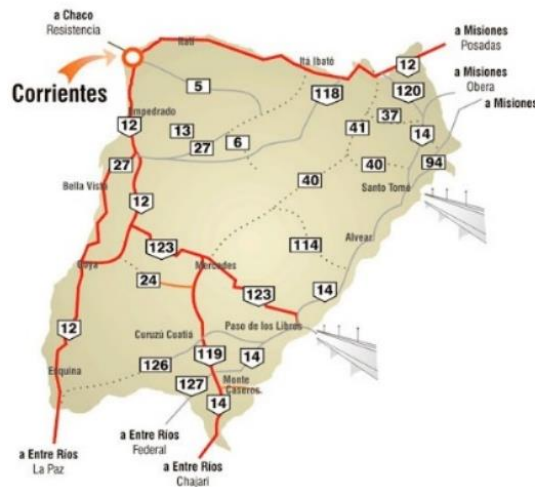 a Chaco
Resistencia
Itatí
a Misiones
Posadas
Itá Ibaté
12
a Misiones
Obera
Corrientes
5
118
120
a Misiones
Empedrado
37
12
13
41
14
6
27
27
94
40
40
Santo Tomé
Bella Vista
12
123
114
Alvear
Goya
Mercedes
24
123
14
12
Paso de los Libros
Curuzú Cuatiá
119
14
126
Esquina
127
Monte
Caseros
14
a Entre Ríos
La Paz
a Entre Ríos
Federal
a Entre Ríos
Chajarí